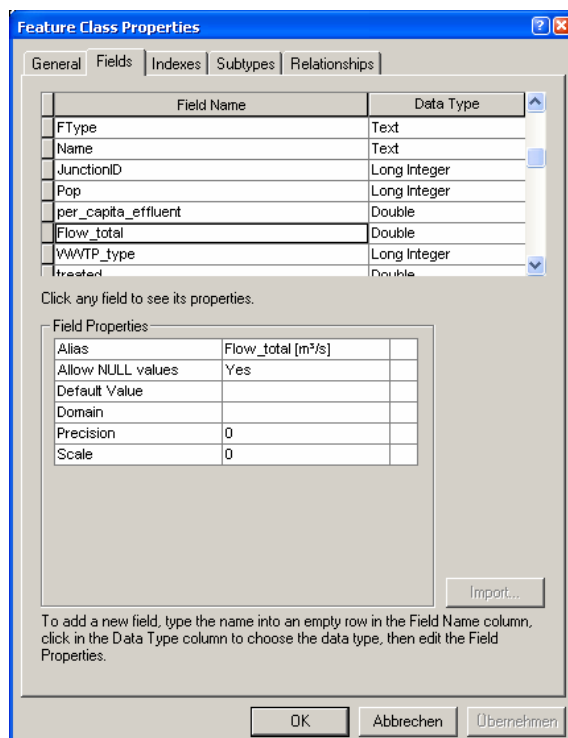 Feature Class Properties
General Fields Indexes Subtypes Relationships
Field Name Data Type
FType Text
Name Text
JunctionID Long Integer
Pop Long Integer
per_capita_effluent Double
Flow_total Double
WWTP_type Long Integer
treated Double
Click any field to see its properties.
Field Properties
Alias Flow_total [m³/s]
Allow NULL values Yes
Default Value
Domain
Precision 0
Scale 0
Import...
To add a new field, type the name into an empty row in the Field Name column,
click in the Data Type column to choose the data type, then edit the Field
Properties.
OK Abbrechen Übernehmen